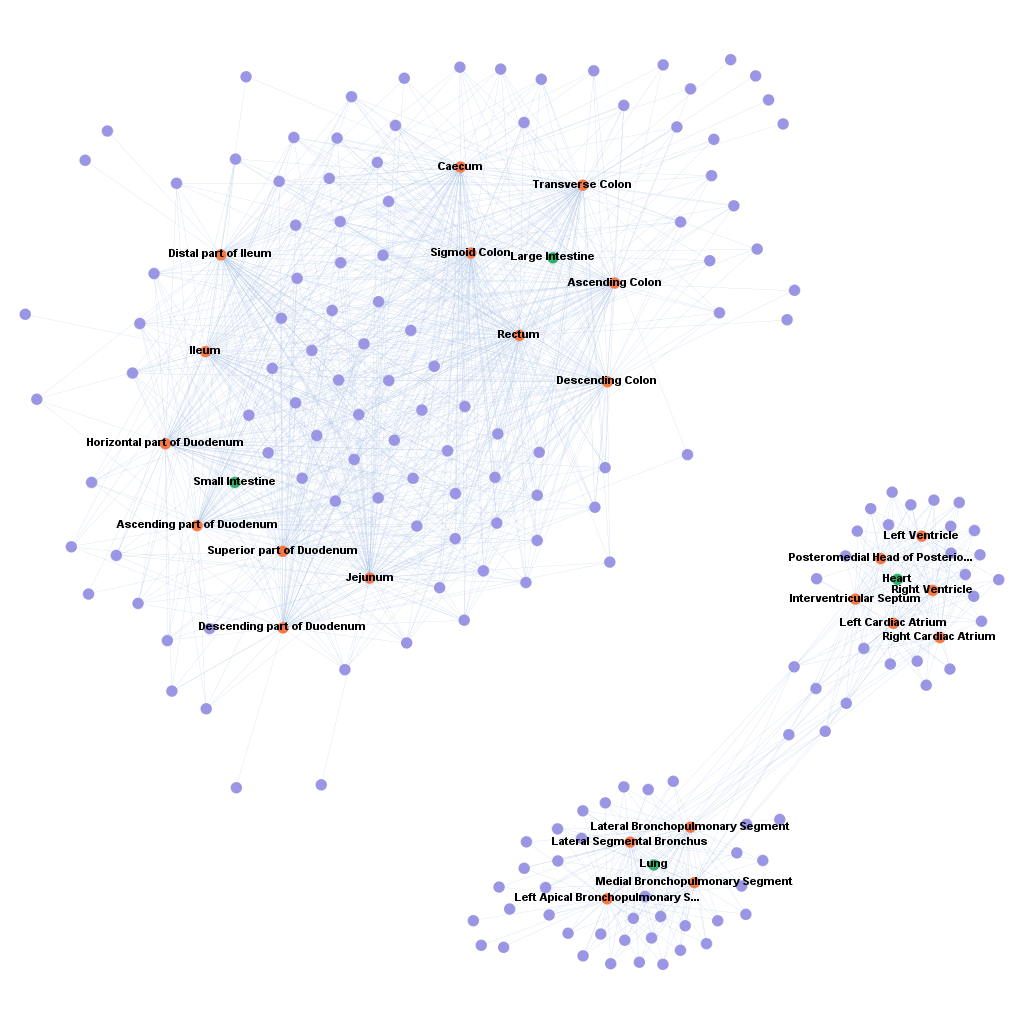 Caecum
Transverse Colon
Distal part of Ileum
Sigmoid Colon
Large Intestine
Ascending Colon
Rectum
Ileum
Descending Colon
Horizontal part of Duodenum
Small Intestine
Ascending part of Duodenum
Superior part of Duodenum
Jejunum
Descending part of Duodenum
Left Ventricle
Posteromedial Head of Posterio...
Heart
Right Ventricle
Interventricular Septum
Left Cardiac Atrium
Right Cardiac Atrium
Lateral Bronchopulmonary Segment
Lateral Segmental Bronchus
Lung
Medial Bronchopulmonary Segment
Left Apical Bronchopulmonary S...